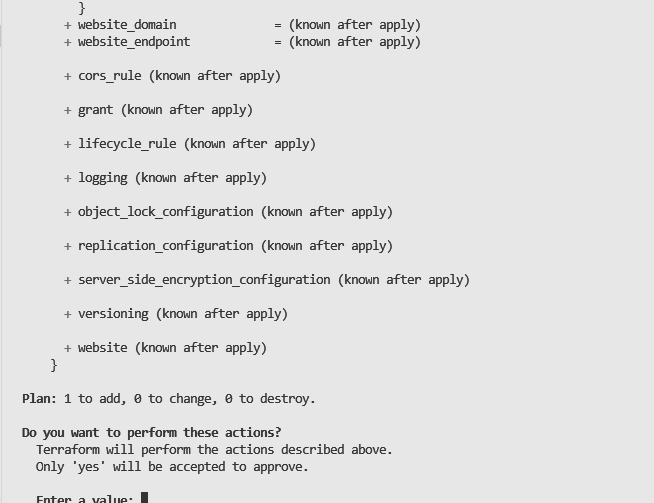 }
+ website_domain = (known after apply)
+ website_endpoint = (known after apply)
+ cors_rule (known after apply)
+ grant (known after apply)
+ lifecycle_rule (known after apply)
+ logging (known after apply)
+ object_lock_configuration (known after apply)
+ replication_configuration (known after apply)
+ server_side_encryption_configuration (known after apply)
+ versioning (known after apply)
+ website (known after apply)
}
Plan: 1 to add, 0 to change, 0 to destroy.
Do you want to perform these actions?
Terraform will perform the actions described above.
Only 'yes' will be accepted to approve.
Enter a value: